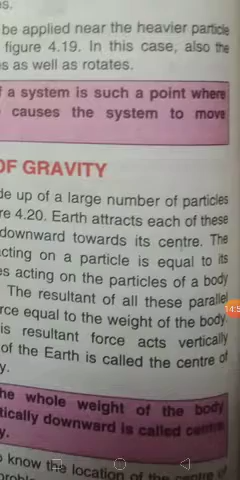 s.
be applied near the heavier particle
figure 4.19. In this case, also the
s as well as rotates.
f a system is such a point where
causes the system to move
OF GRAVITY
de up of a large number of particles
re 4.20. Earth attracts each of these
downward towards its centre. The
acting on a particle is equal to its
es acting on the particles of a body
The resultant of all these parallel
rce equal to the weight of the body.
is resultant force acts vertically
of the Earth is called the centre of
y.
he whole weight of the body
tically downward is called centre
y.
know the location of the centre of
14:5